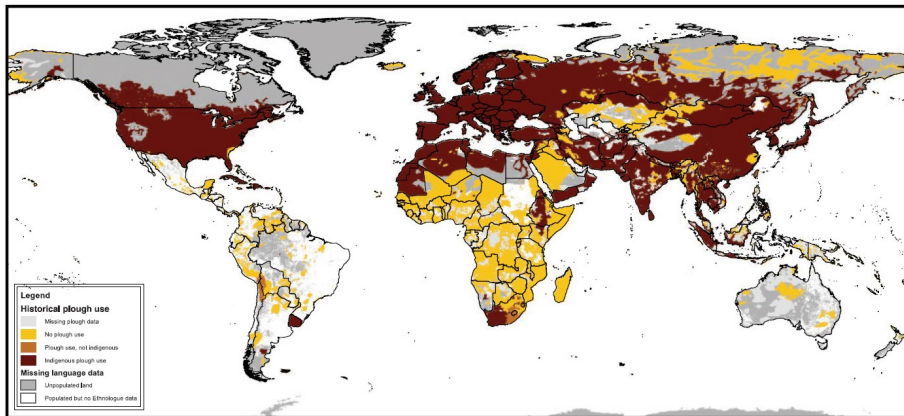 Legend
Historical plough use
Missing plough data
No plough use
Plough use, not indigenous
Indigenous plough use
Missing language data
Unpopulated land
Populated but no Ethnologue data